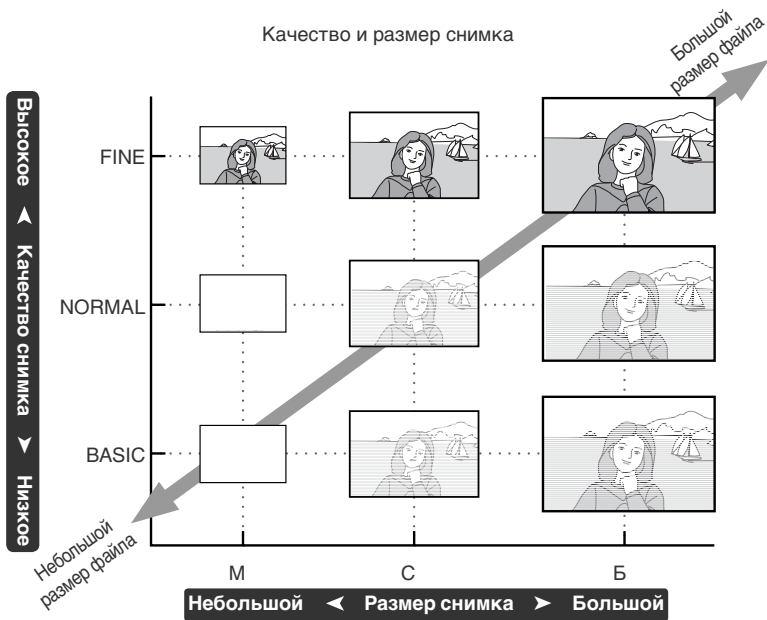 Качество и размер снимка
Большой
размер файла
Высокое ◄ Качество снимка ► Низкое
FINE
NORMAL
BASIC
Небольшой
размер файла
М С Б
Небольшой ◄ Размер снимка ► Большой